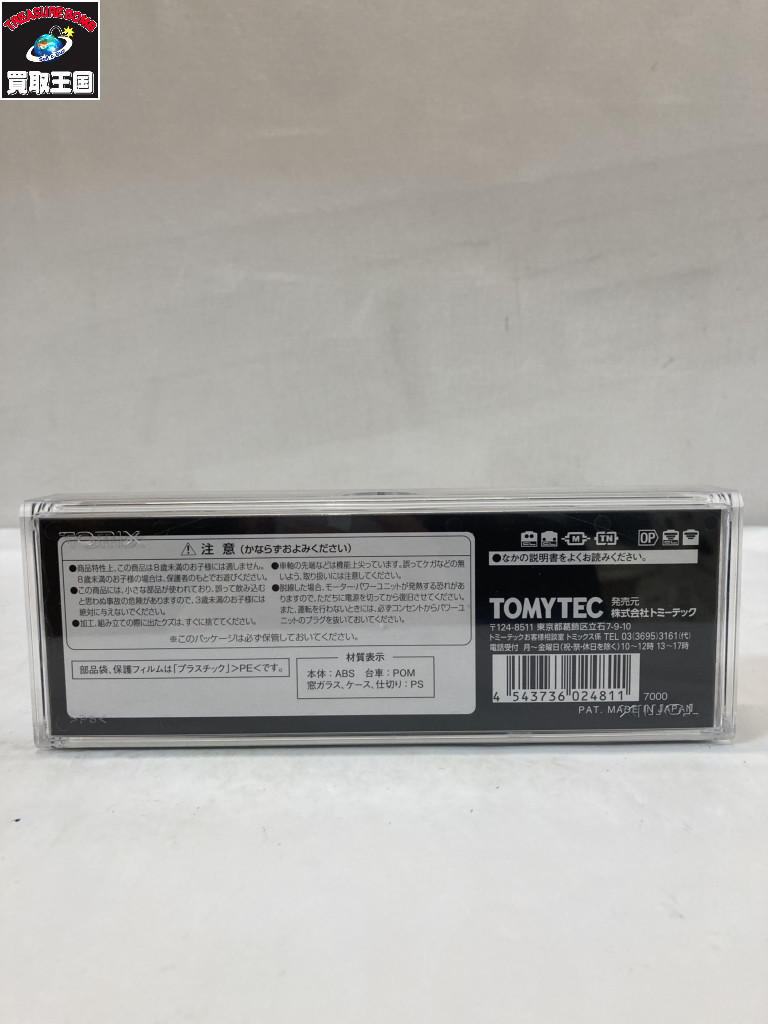 TREASURE BOMB
買取王国
TOMIX
注意(かならずおよみください)
●商品特性上、この商品は8歳未満のお子様には適しません。
8歳未満のお子様の場合は、保護者のもとでお遊びください。
●この商品には、小さな部品が使われており、誤って飲み込む
と思わぬ事故の危険がありますので、3歳未満のお子様には
絶対に与えないでください。
●加工、組み立ての際に出たクズは、すぐに捨ててください。
●車軸の先端などは機能上尖っています。誤ってケガなどの無
いよう、取り扱いには注意してください。
●脱線した場合、モーター・パワーユニットが発熱する恐れがあ
りますので、ただちに電源を切ってから復旧させてください。
また、運転を行わないときには、必ずコンセントからパワーユ
ニットのプラグを抜いておいてください。
※このパッケージは必ず保管しておいてください。
部品袋、保護フィルムは「プラスチック」>PE<です。
材質表示
本体:ABS 台車:POM
窓ガラス、ケース、仕切り:PS
>PS<
M TN OP
●なかの説明書をよくお読みください。
TOMYTEC 発売元 株式会社トミーテック
〒124-8511 東京都葛飾区立石7-9-10
トミーテックお客様相談室 トミックス係 TEL 03(3695)3161(代)
電話受付 月〜金曜日(祝・祭・休日を除く)10〜12時 13〜17時
4 543736 024811
7000
PAT. MADE IN JAPAN